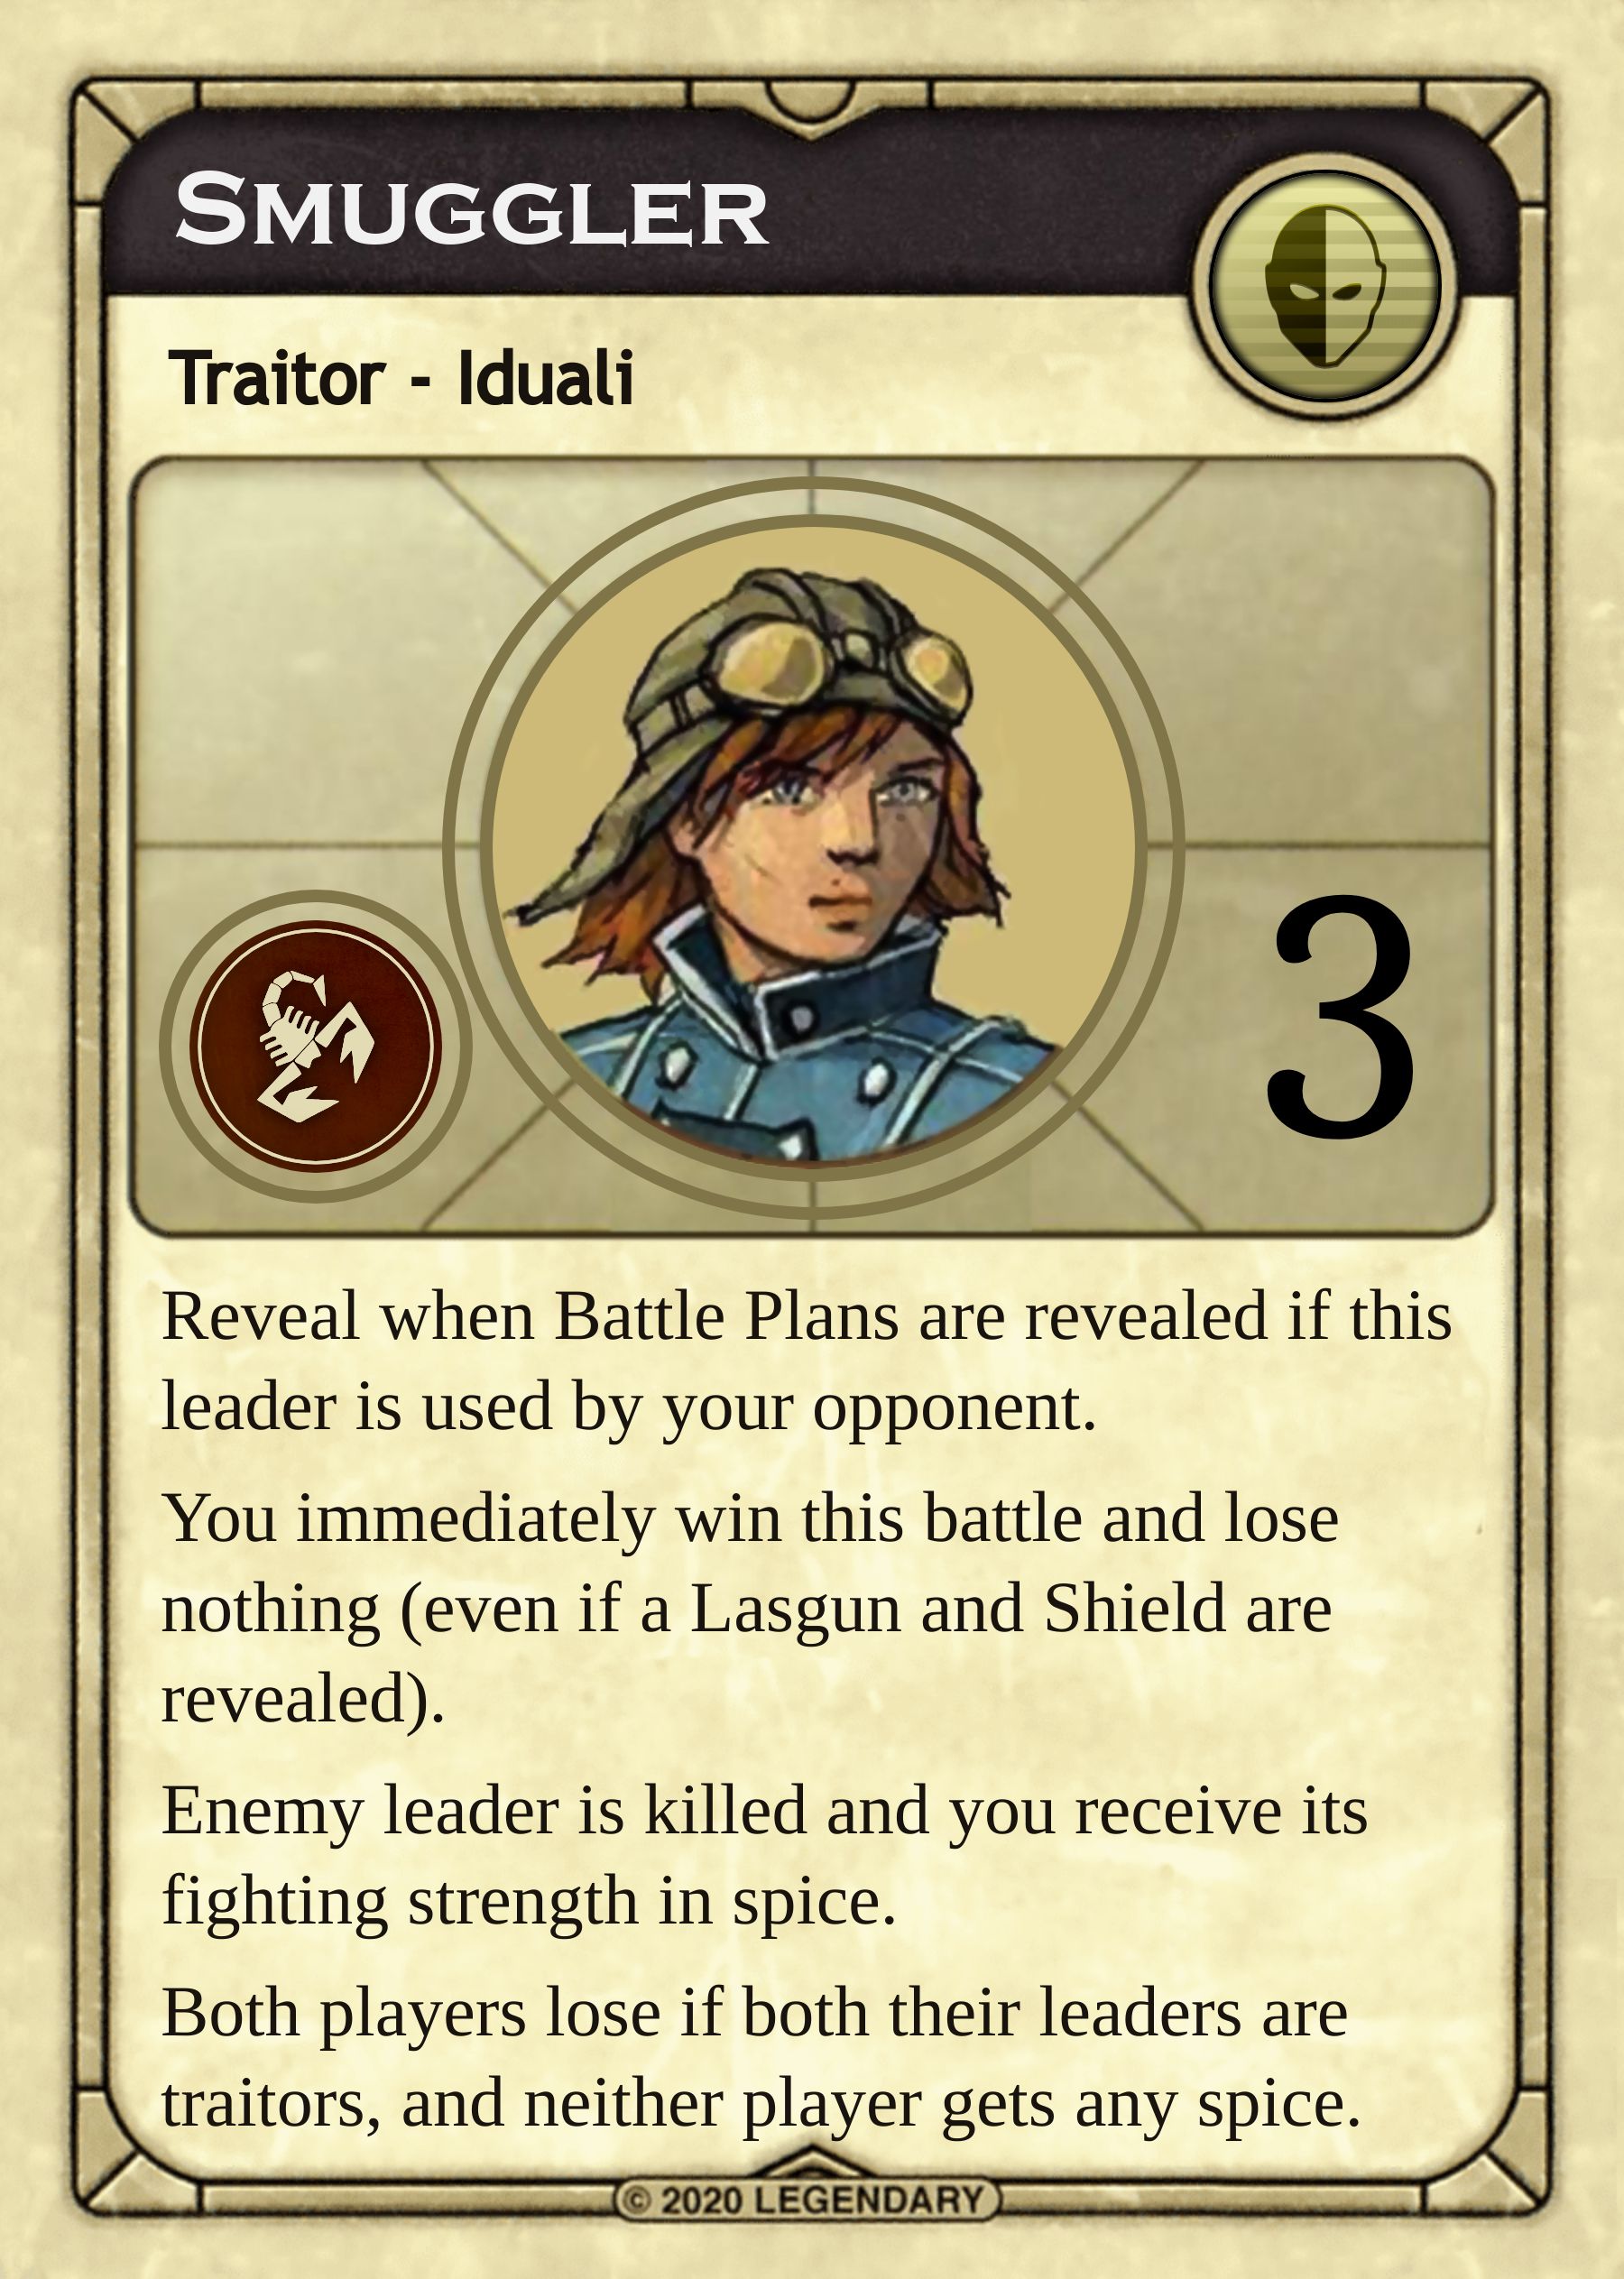 SMUGGLER
Traitor - Iduali
3
Reveal when Battle Plans are revealed if this
leader is used by your opponent.
You immediately win this battle and lose
nothing (even if a Lasgun and Shield are
revealed).
Enemy leader is killed and you receive its
fighting strength in spice.
Both players lose if both their leaders are
traitors, and neither player gets any spice.
© 2020 LEGENDARY